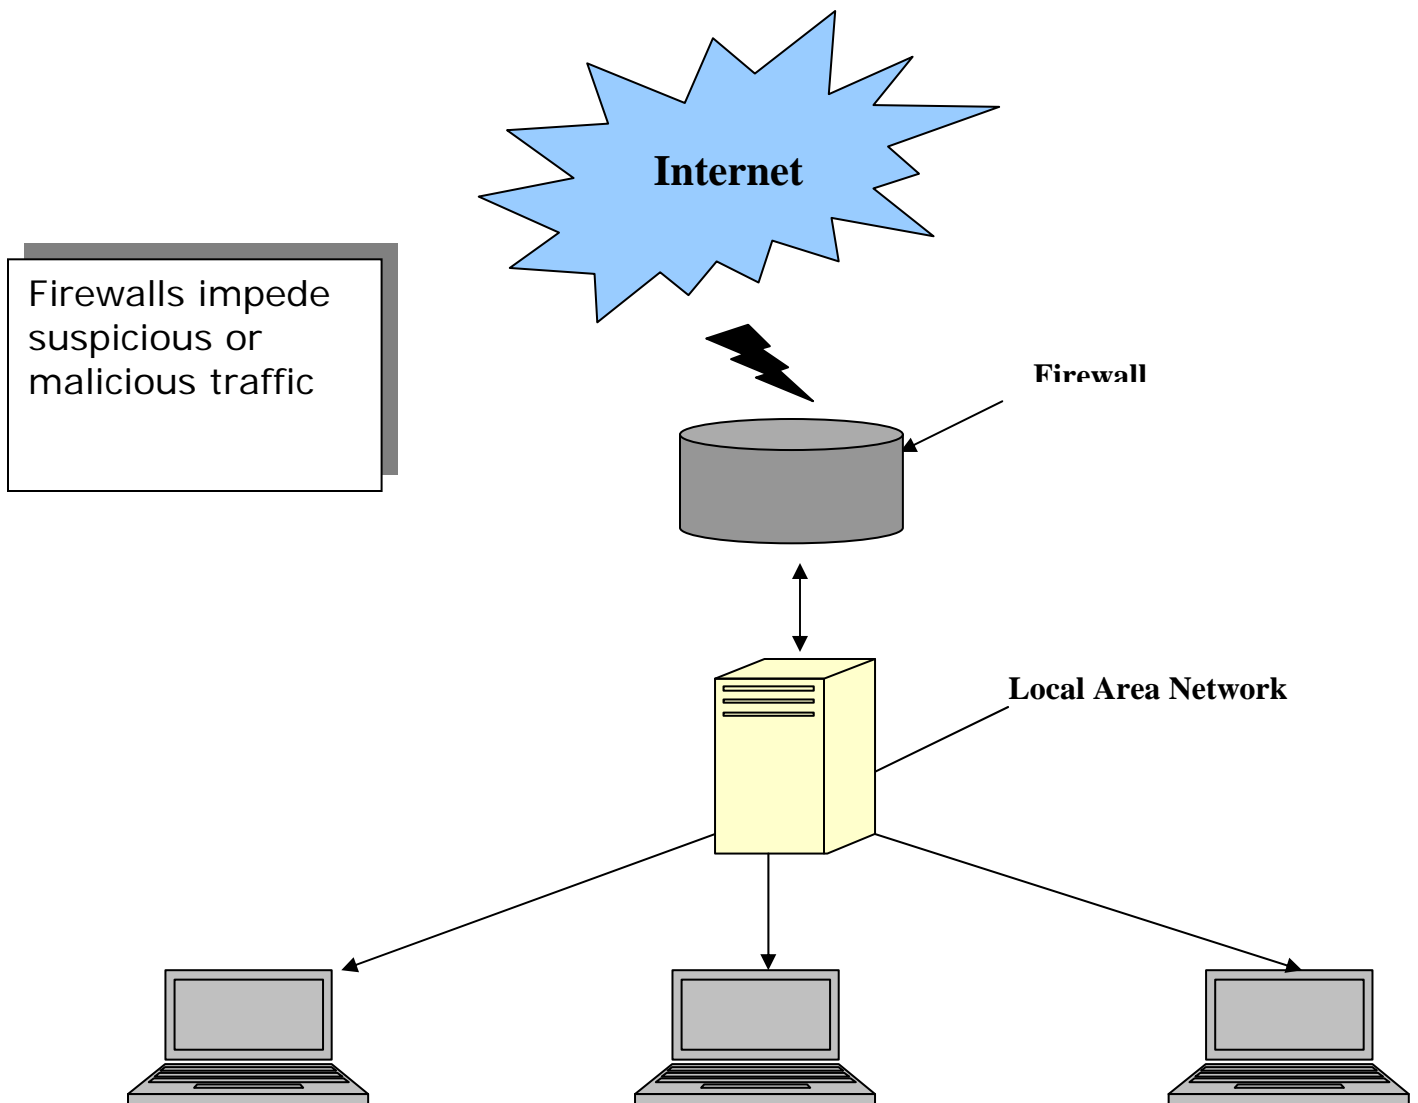 Internet
Firewalls impede
suspicious or
malicious traffic
Firewall
Local Area Network